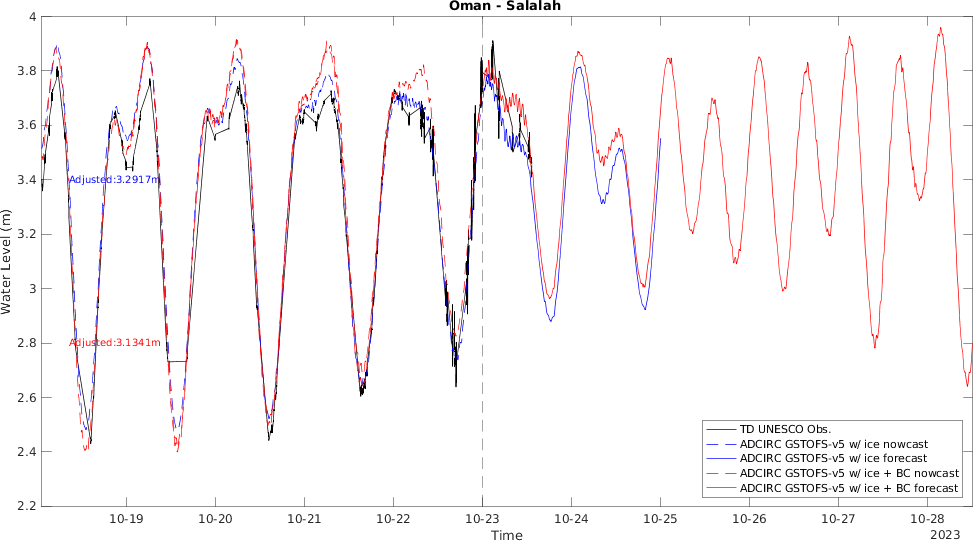 Oman - Salalah
4
3.8
3.6
3.4
3.2
3
2.8
2.6
2.4
2.2
Water Level (m)
Adjusted:3.2917m
Adjusted:3.1341m
TD UNESCO Obs.
ADCIRC GSTOFS-v5 w/ ice nowcast
ADCIRC GSTOFS-v5 w/ ice forecast
ADCIRC GSTOFS-v5 w/ ice + BC nowcast
ADCIRC GSTOFS-v5 w/ ice + BC forecast
10-19
10-20
10-21
10-22
10-23
10-24
10-25
10-26
10-27
10-28
2023
Time